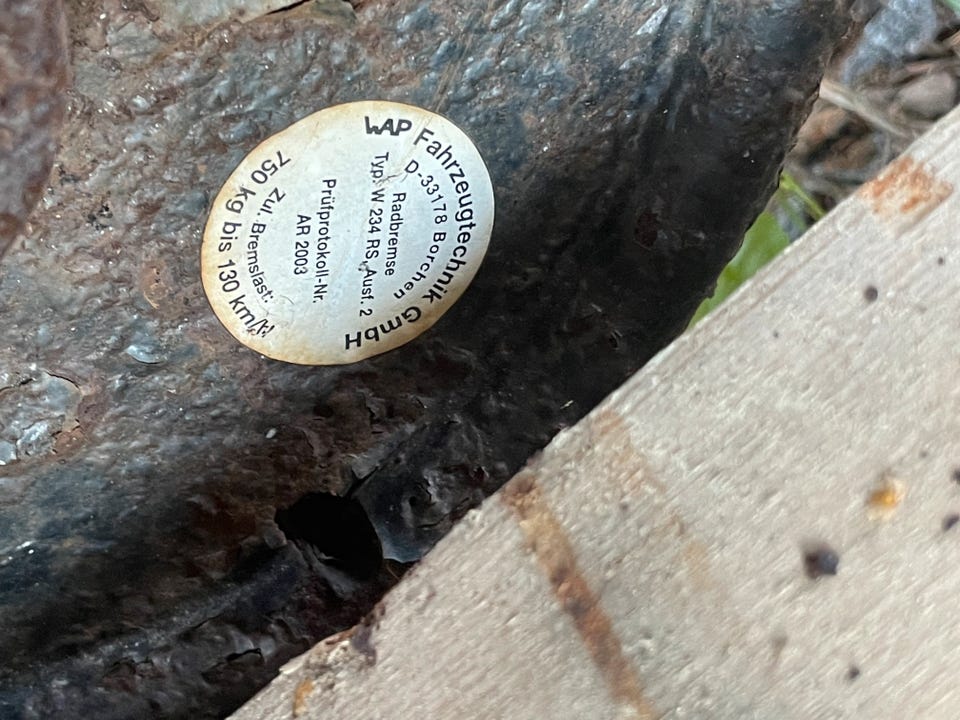 WAP Fahrzeugtechnik GmbH
D-33178 Borchen
Radbremse
Typ: W 234 RS, Ausf. 2
Prüfprotokoll-Nr.
AR 2003
Zul. Bremslast:
750 kg bis 130 km/h